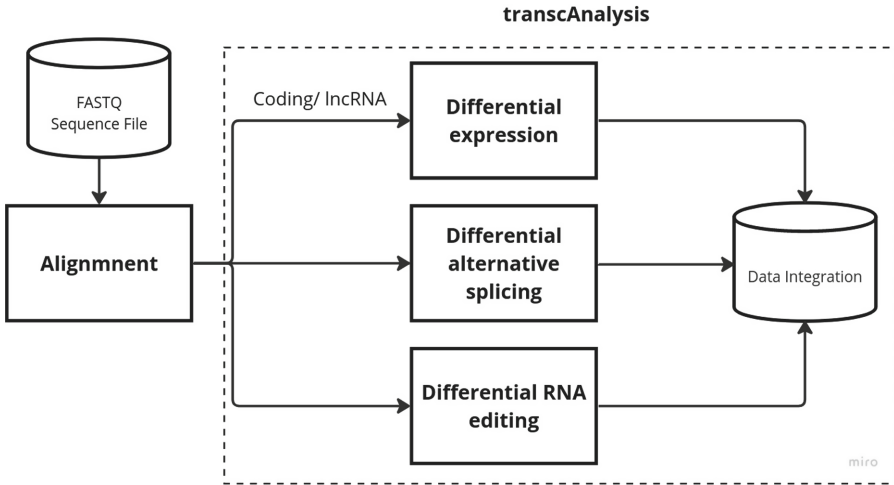 transcAnalysis
FASTQ
Sequence File
Coding/ lncRNA
Differential
expression
Alignmnent
Differential
alternative
splicing
Data Integration
Differential RNA
editing
miro